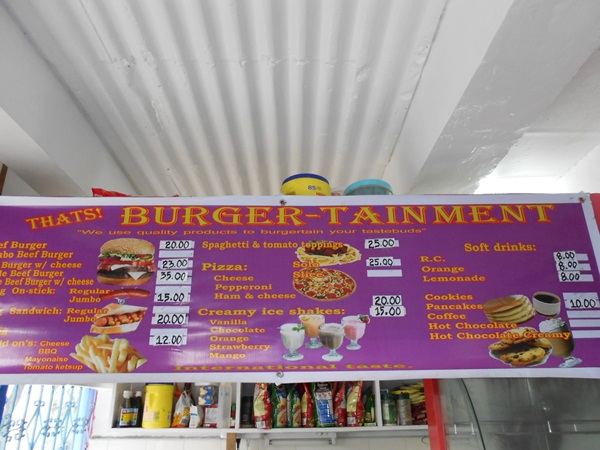 THATS! BURGER-TAINMENT
"We use quality products to burgertain your tastebuds"
Burger 20.00
Beef Burger
Burger w/ cheese 23.00
Beef Burger 35.00
Beef Burger w/ cheese
On-stick: Regular
Jumbo 15.00
Sandwich: Regular
Jumbo 20.00
12.00
on's: Cheese
BBQ
Mayonaise
Tomato ketsup
Spaghetti & tomato toppings 25.00
Pizza: Solo 25.00
Slice
Cheese
Pepperoni
Ham & cheese 20.00
Creamy ice shakes: 15.00
Vanilla
Chocolate
Orange
Strawberry
Mango
International taste.
Soft drinks:
R.C. 8.00
Orange 8.00
Lemonade 8.00
Cookies 10.00
Pancakes
Coffee
Hot Chocolate
Hot Chocolate Creamy